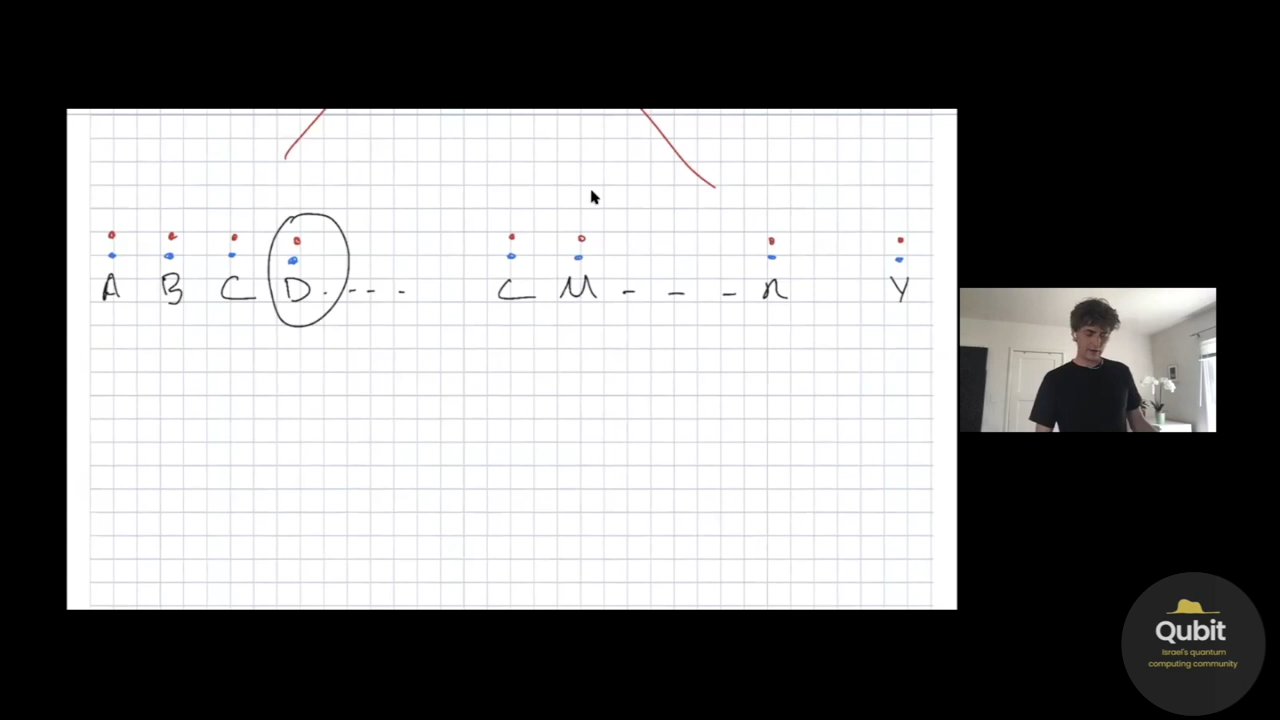 A B C D . - - - C M - - - n Y
Qubit
Israel's quantum
computing community